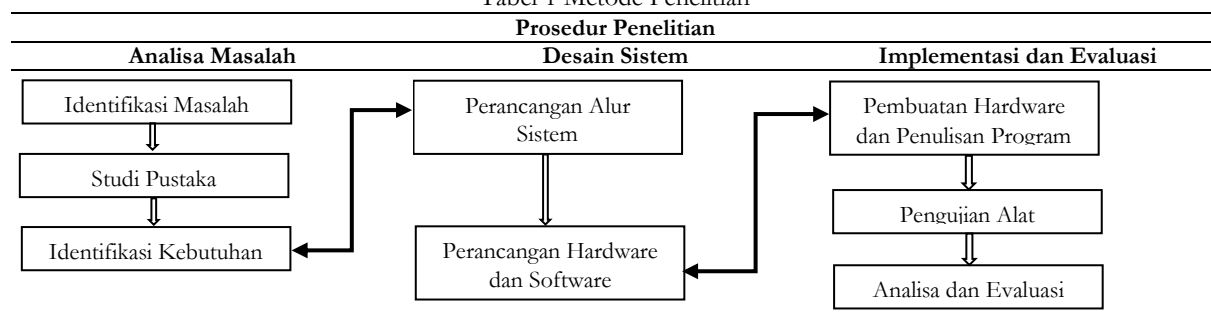 Tabel 1 Metode Penelitian
Prosedur Penelitian
Analisa Masalah
Desain Sistem
Implementasi dan Evaluasi
Identifikasi Masalah
Studi Pustaka
Identifikasi Kebutuhan
Perancangan Alur
Sistem
Perancangan Hardware
dan Software
Pembuatan Hardware
dan Penulisan Program
Pengujian Alat
Analisa dan Evaluasi